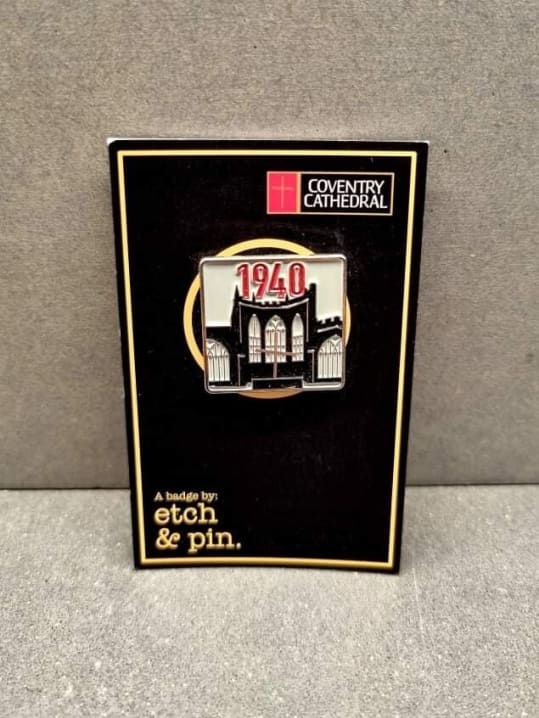 COVENTRY
CATHEDRAL
1940
A badge by:
etch
& pin.